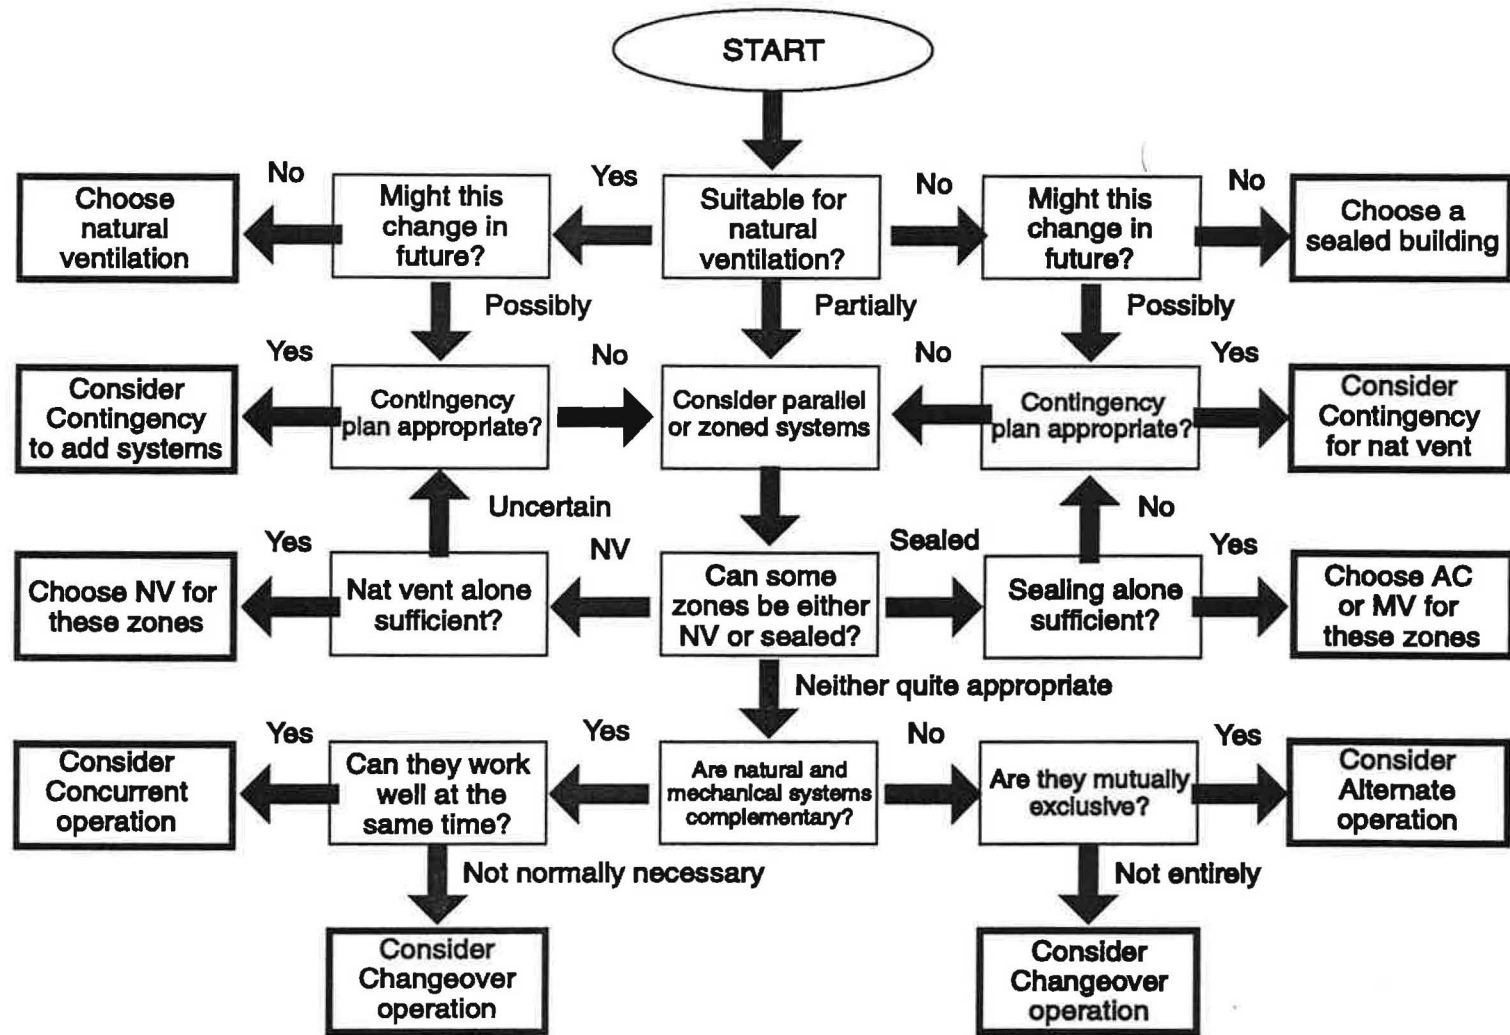 START
No
Yes
No
No
Choose
natural
ventilation
Might this
change in
future?
Suitable for
natural
ventilation?
Might this
change in
future?
Choose a
sealed building
Possibly
Partially
Possibly
Yes
No
No
Yes
Consider
Contingency
to add systems
Contingency
plan appropriate?
Consider parallel
or zoned systems
Contingency
plan appropriate?
Consider
Contingency
for nat vent
Uncertain
No
Yes
NV
Sealed
Yes
Choose NV for
these zones
Nat vent alone
sufficient?
Can some
zones be either
NV or sealed?
Sealing alone
sufficient?
Choose AC
or MV for
these zones
Neither quite appropriate
Yes
Yes
No
Yes
Consider
Concurrent
operation
Can they work
well at the
same time?
Are natural and
mechanical systems
complementary?
Are they mutually
exclusive?
Consider
Alternate
operation
Not normally necessary
Not entirely
Consider
Changeover
operation
Consider
Changeover
operation